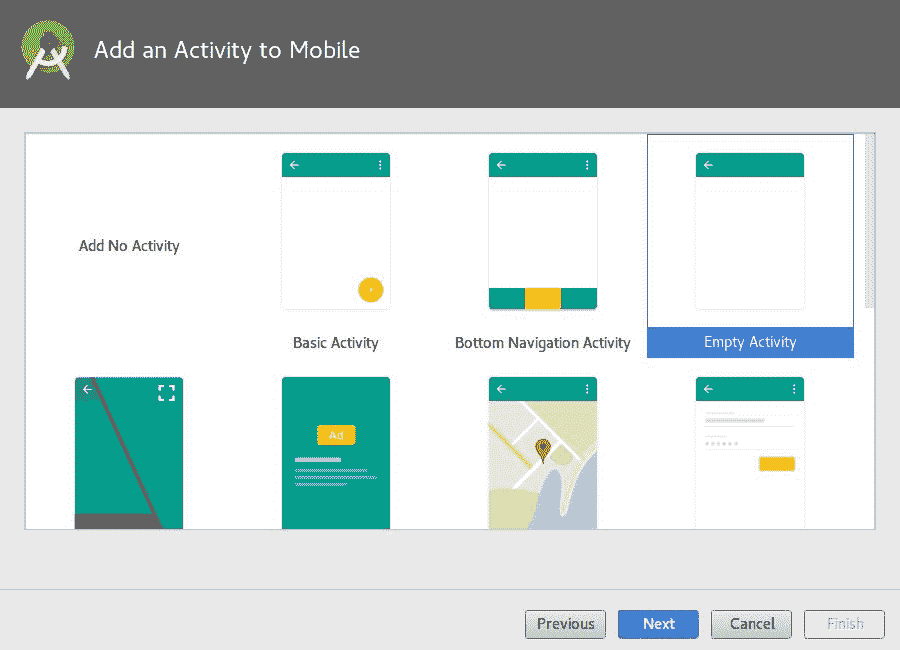 Add an Activity to Mobile
Add No Activity
Basic Activity
Bottom Navigation Activity
Empty Activity
Ad
Previous
Next
Cancel
Finish